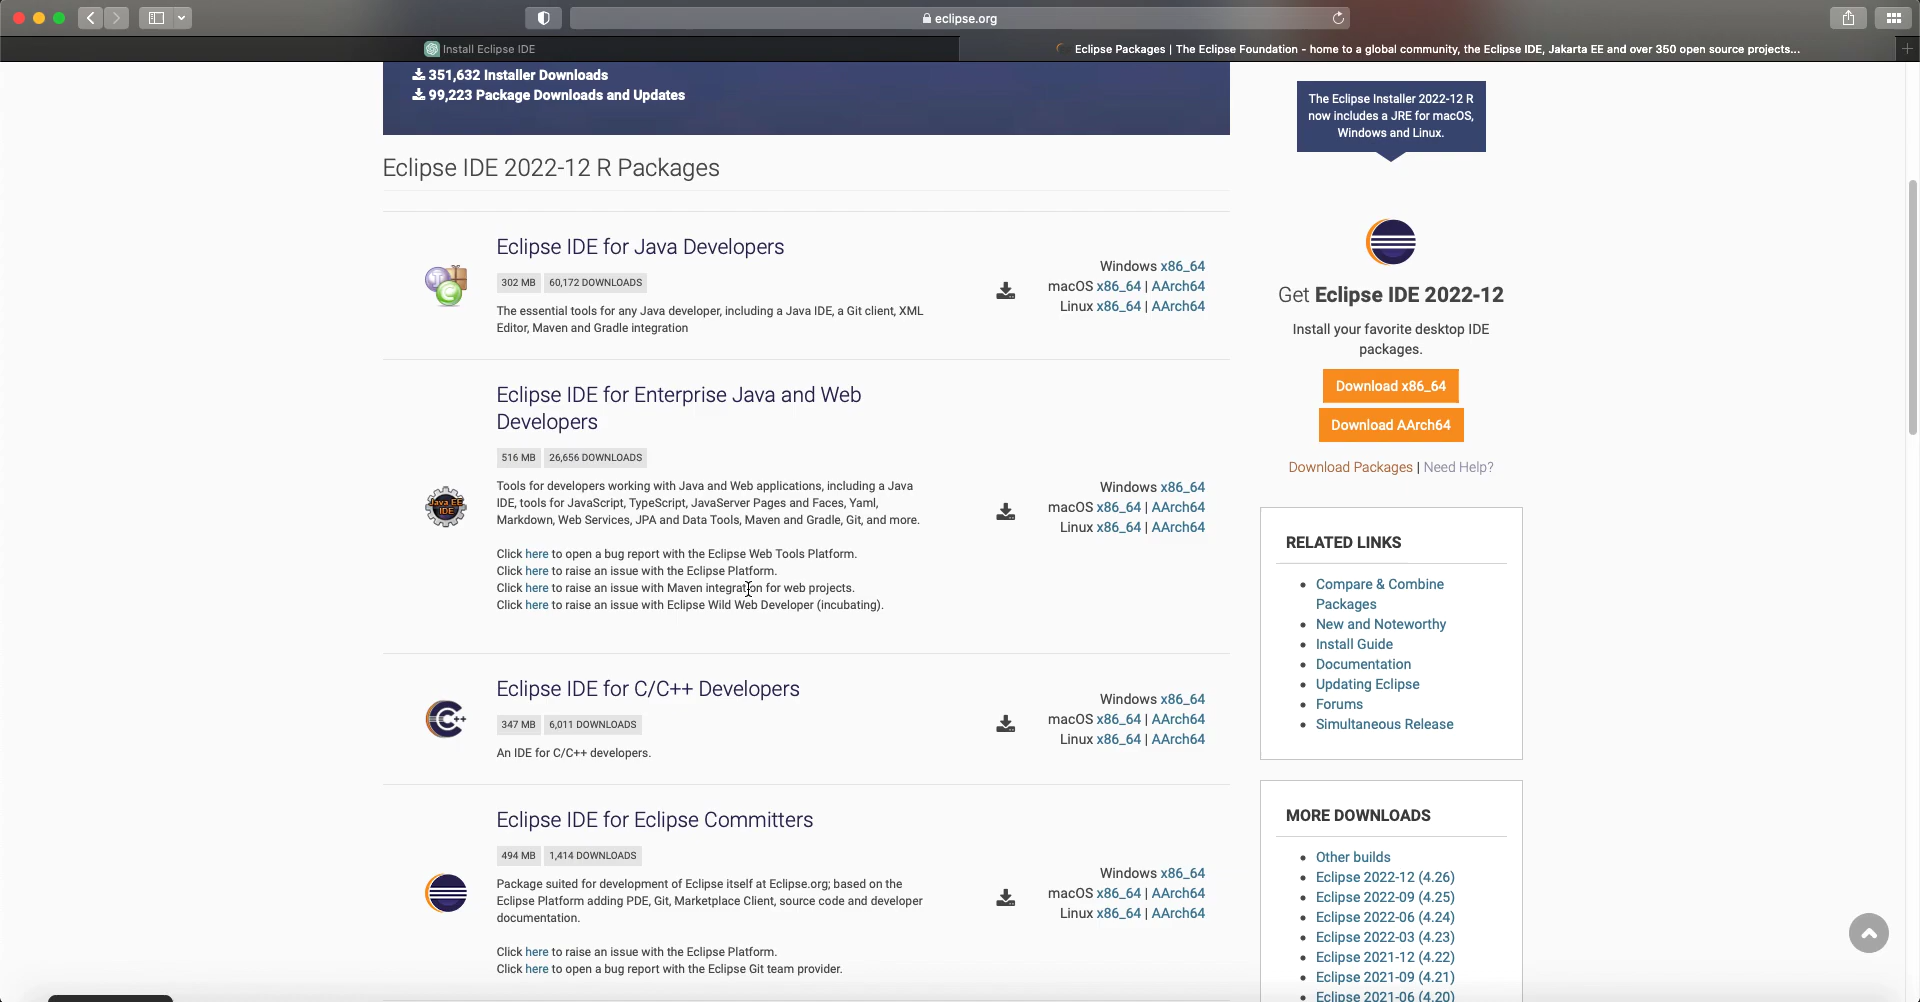 eclipse.org
Install Eclipse IDE
Eclipse Packages | The Eclipse Foundation - home to a global community, the Eclipse IDE, Jakarta EE and over 350 open source projects...
351,632 Installer Downloads
99,223 Package Downloads and Updates
Eclipse IDE 2022-12 R Packages
Eclipse IDE for Java Developers
302 MB 60,172 DOWNLOADS
The essential tools for any Java developer, including a Java IDE, a Git client, XML
Editor, Maven and Gradle integration
Windows x86_64
macOS x86_64 | AArch64
Linux x86_64 | AArch64
Eclipse IDE for Enterprise Java and Web
Developers
516 MB 26,656 DOWNLOADS
Java EE
IDE
Tools for developers working with Java and Web applications, including a Java
IDE, tools for JavaScript, TypeScript, JavaServer Pages and Faces, Yaml,
Markdown, Web Services, JPA and Data Tools, Maven and Gradle, Git, and more.
Click here to open a bug report with the Eclipse Web Tools Platform.
Click here to raise an issue with the Eclipse Platform.
Click here to raise an issue with Maven integration for web projects.
Click here to raise an issue with Eclipse Wild Web Developer (incubating).
Windows x86_64
macOS x86_64 | AArch64
Linux x86_64 | AArch64
Eclipse IDE for C/C++ Developers
347 MB 6,011 DOWNLOADS
An IDE for C/C++ developers.
C++
Windows x86_64
macOS x86_64 | AArch64
Linux x86_64 | AArch64
Eclipse IDE for Eclipse Committers
494 MB 1,414 DOWNLOADS
Package suited for development of Eclipse itself at Eclipse.org; based on the
Eclipse Platform adding PDE, Git, Marketplace Client, source code and developer
documentation.
Click here to raise an issue with the Eclipse Platform.
Click here to open a bug report with the Eclipse Git team provider.
Windows x86_64
macOS x86_64 | AArch64
Linux x86_64 | AArch64
The Eclipse Installer 2022-12 R
now includes a JRE for macOS,
Windows and Linux.
Get Eclipse IDE 2022-12
Install your favorite desktop IDE
packages.
Download x86_64
Download AArch64
Download Packages | Need Help?
RELATED LINKS
Compare & Combine
Packages
New and Noteworthy
Install Guide
Documentation
Updating Eclipse
Forums
Simultaneous Release
MORE DOWNLOADS
Other builds
Eclipse 2022-12 (4.26)
Eclipse 2022-09 (4.25)
Eclipse 2022-06 (4.24)
Eclipse 2022-03 (4.23)
Eclipse 2021-12 (4.22)
Eclipse 2021-09 (4.21)
Eclipse 2021-06 (4.20)